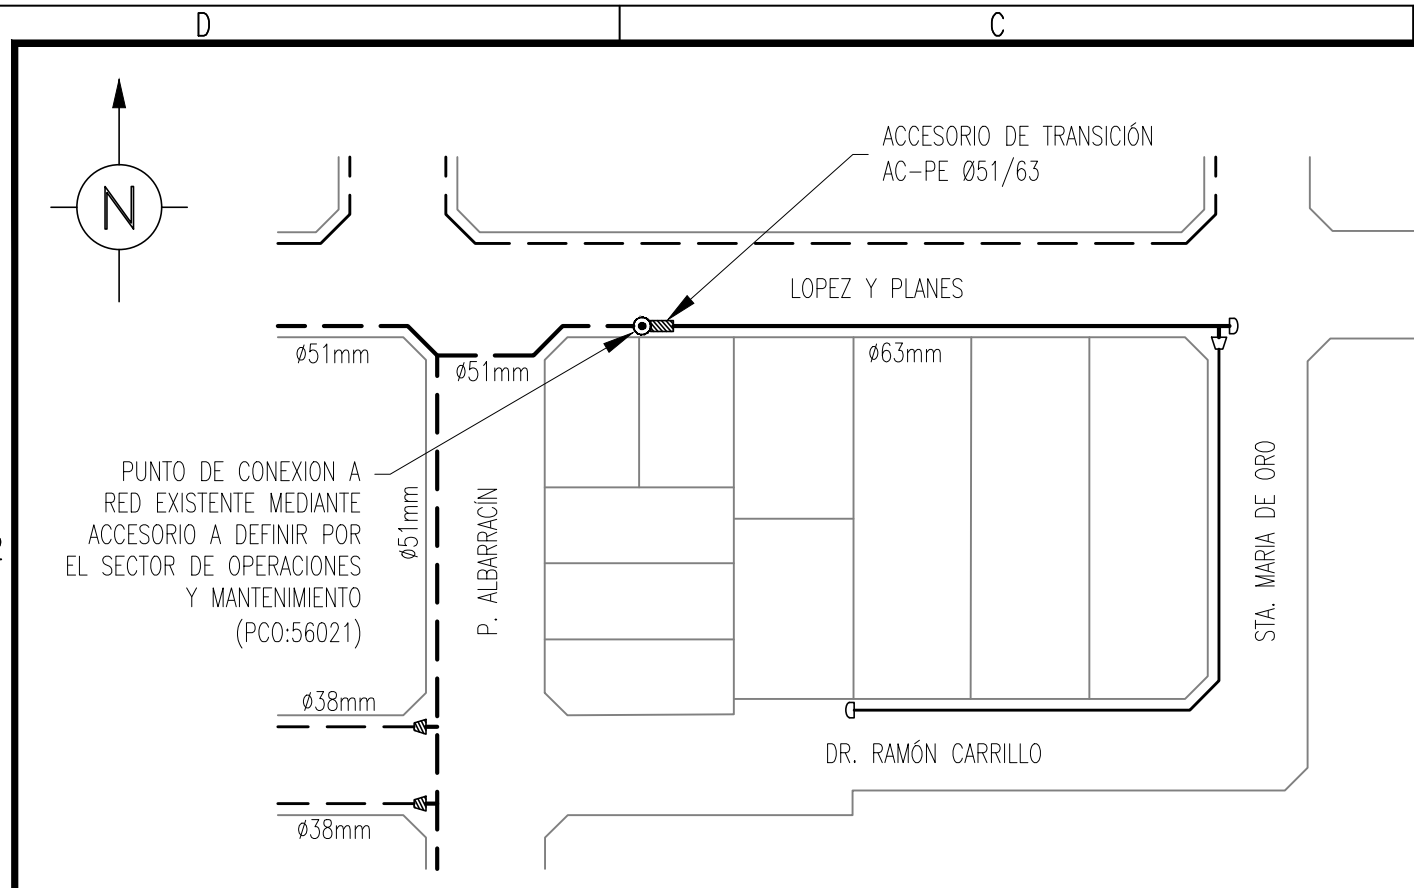 D
C
N
ACCESORIO DE TRANSICIÓN
AC-PE Ø51/63
LOPEZ Y PLANES
ø51mm
ø51mm
ø63mm
PUNTO DE CONEXION A
RED EXISTENTE MEDIANTE
ACCESORIO A DEFINIR POR
EL SECTOR DE OPERACIONES
Y MANTENIMIENTO
(PCO:56021)
ø51mm
P. ALBARRACÍN
STA. MARIA DE ORO
ø38mm
DR. RAMÓN CARRILLO
ø38mm